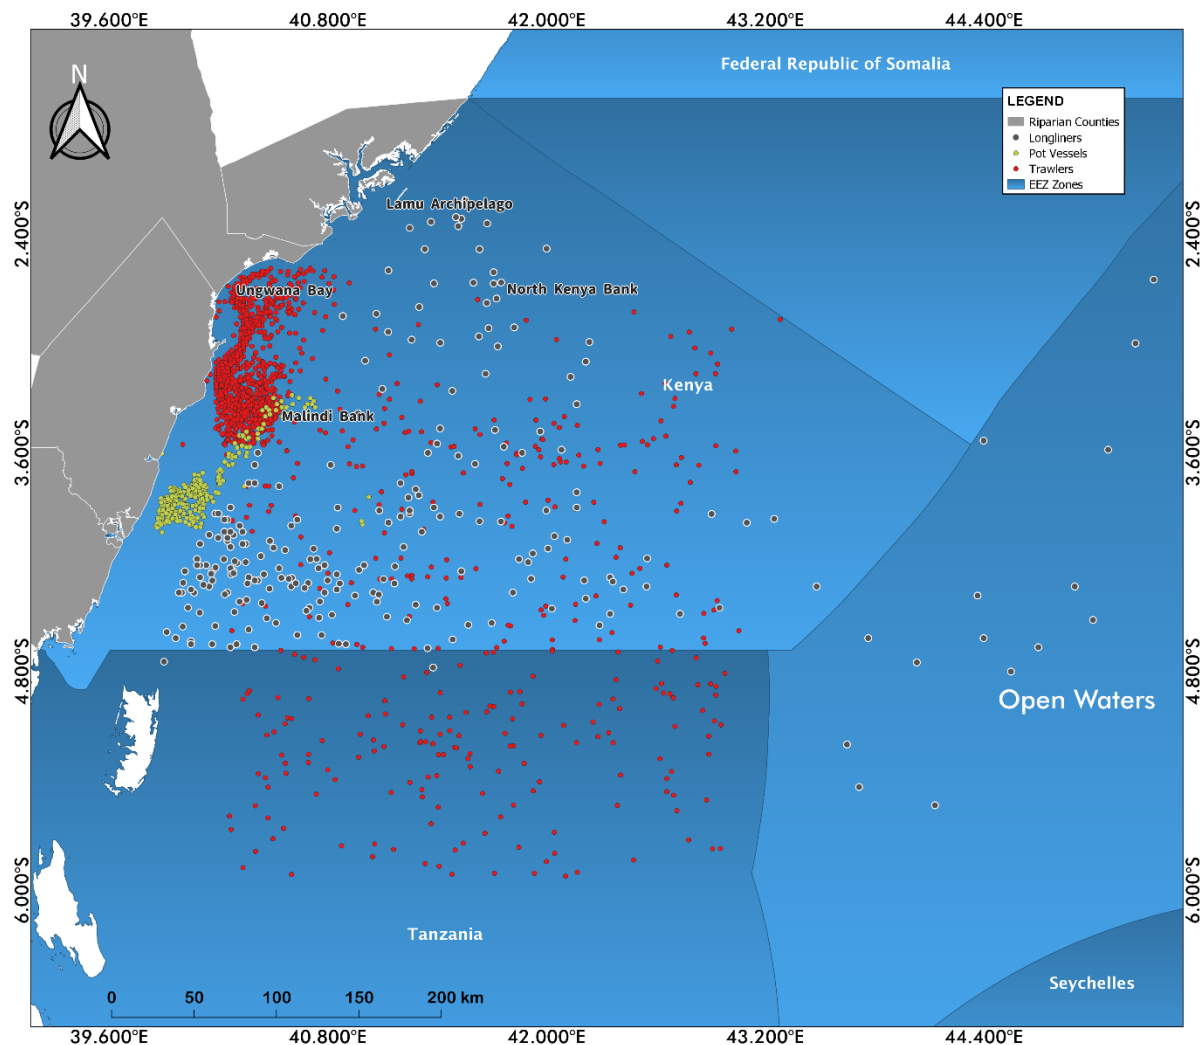 39.600°E 40.800°E 42.000°E 43.200°E 44.400°E
Federal Republic of Somalia
N
LEGEND
Riparian Counties
Longliners
Pot Vessels
Trawlers
EEZ Zones
2.400°S
2.400°S
Lamu Archipelago
Ungwana Bay
North Kenya Bank
Kenya
Malindi Bank
3.600°S
3.600°S
4.800°S
4.800°S
Open Waters
6.000°S
6.000°S
Tanzania
Seychelles
0 50 100 150 200 km
39.600°E 40.800°E 42.000°E 43.200°E 44.400°E